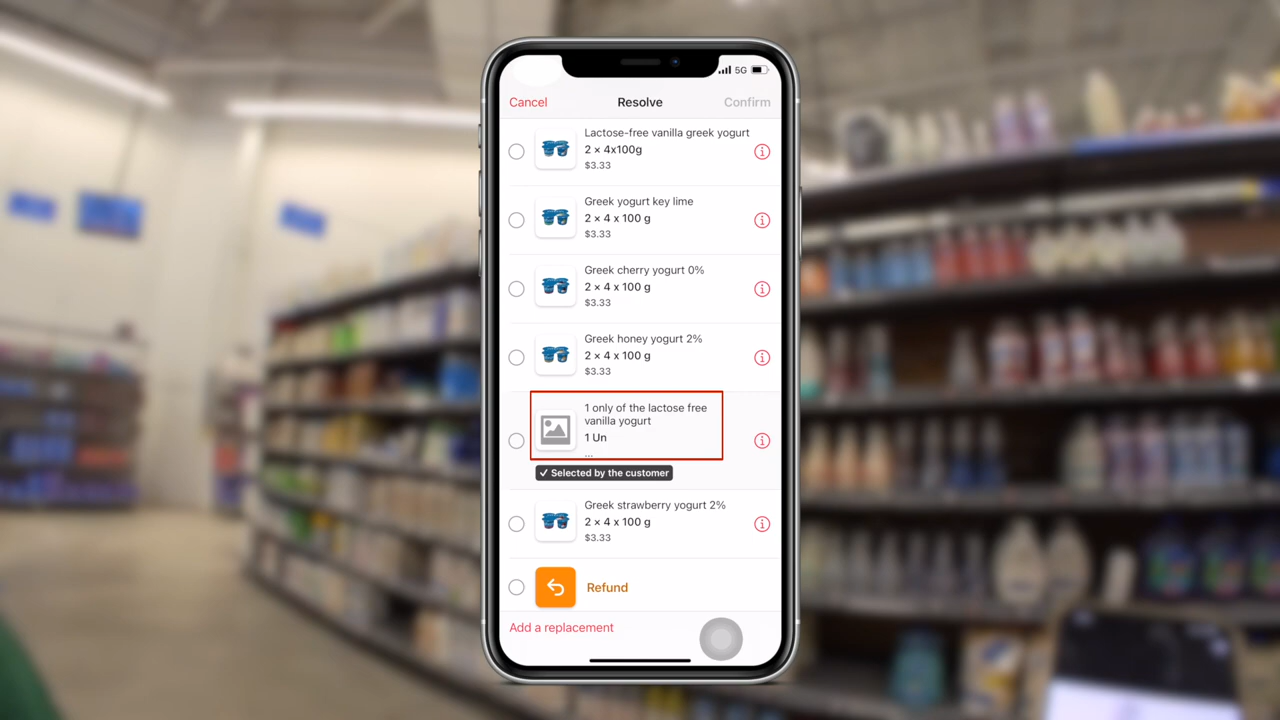 5G
Cancel
Resolve
Confirm
Lactose-free vanilla greek yogurt
2 × 4x100g
$3.33
Greek yogurt key lime
2 × 4 x 100 g
$3.33
Greek cherry yogurt 0%
2 × 4 x 100 g
$3.33
Greek honey yogurt 2%
2 × 4 x 100 g
$3.33
1 only of the lactose free
vanilla yogurt
1 Un
...
✓ Selected by the customer
Greek strawberry yogurt 2%
2 × 4 x 100 g
$3.33
Refund
Add a replacement